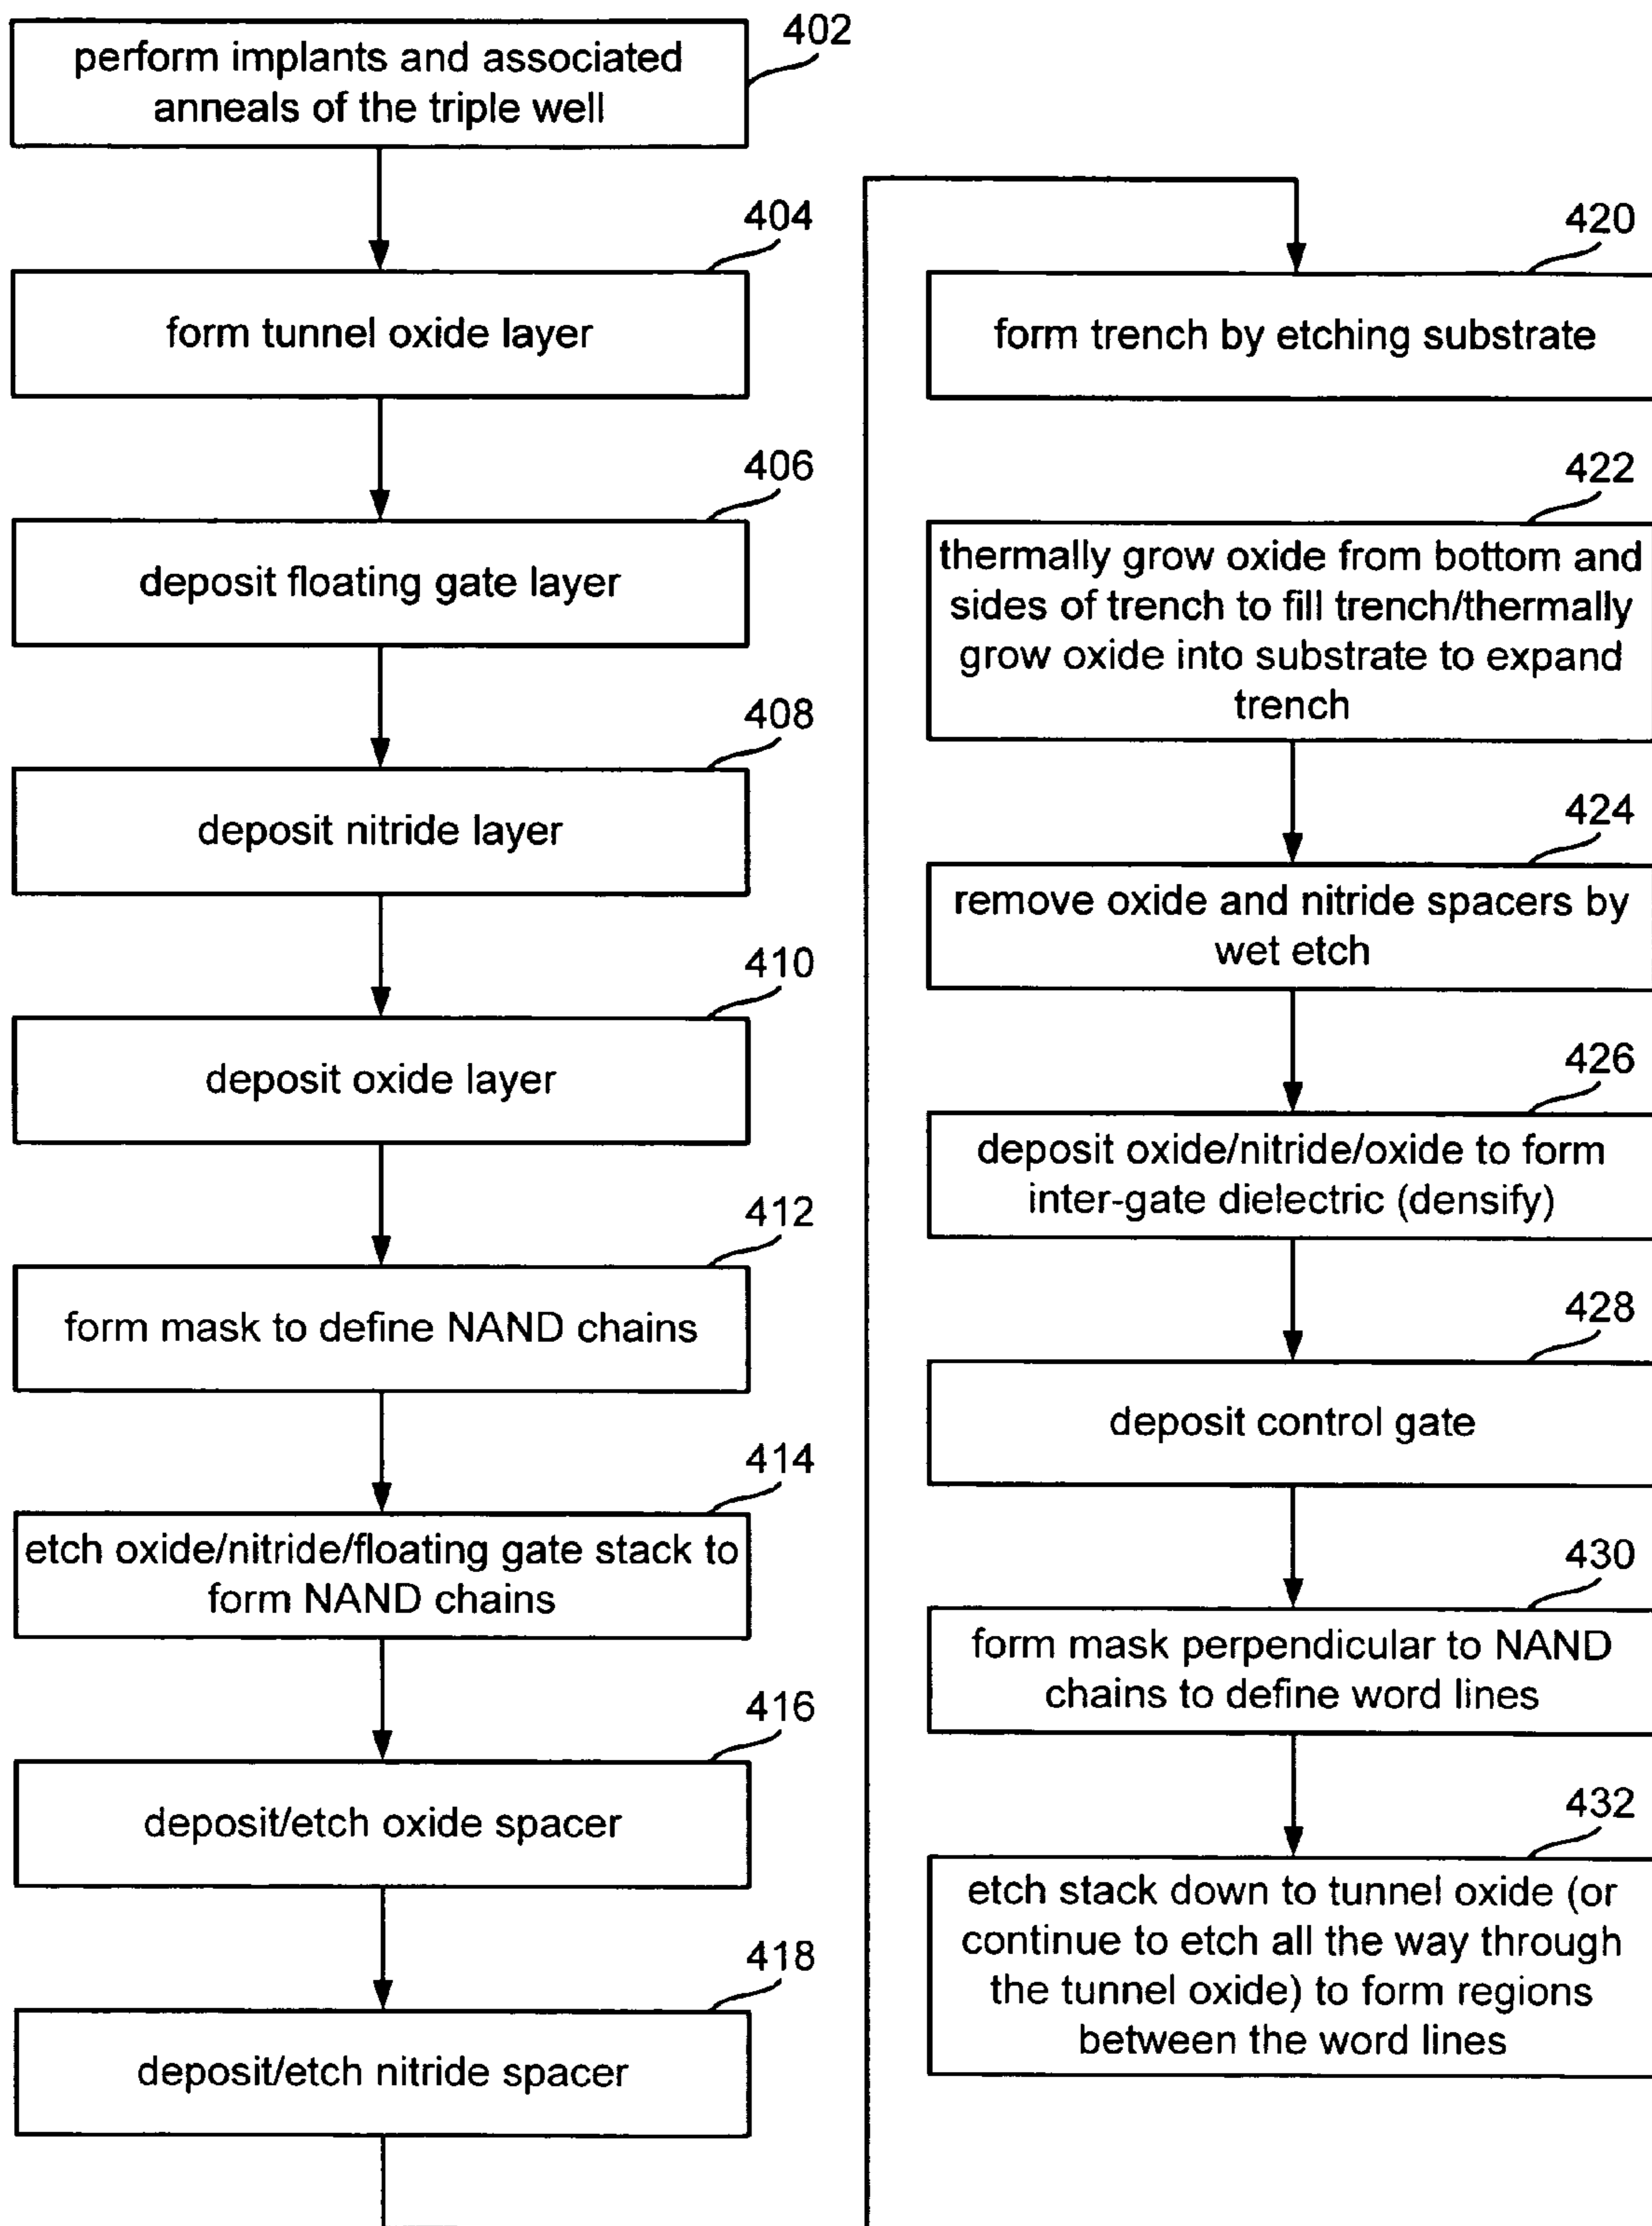 402
perform implants and associated
anneals of the triple well
404
form tunnel oxide layer
406
deposit floating gate layer
408
deposit nitride layer
410
deposit oxide layer
412
form mask to define NAND chains
414
etch oxide/nitride/floating gate stack to
form NAND chains
416
deposit/etch oxide spacer
418
deposit/etch nitride spacer
420
form trench by etching substrate
422
thermally grow oxide from bottom and
sides of trench to fill trench/thermally
grow oxide into substrate to expand
trench
424
remove oxide and nitride spacers by
wet etch
426
deposit oxide/nitride/oxide to form
inter-gate dielectric (densify)
428
deposit control gate
430
form mask perpendicular to NAND
chains to define word lines
432
etch stack down to tunnel oxide (or
continue to etch all the way through
the tunnel oxide) to form regions
between the word lines